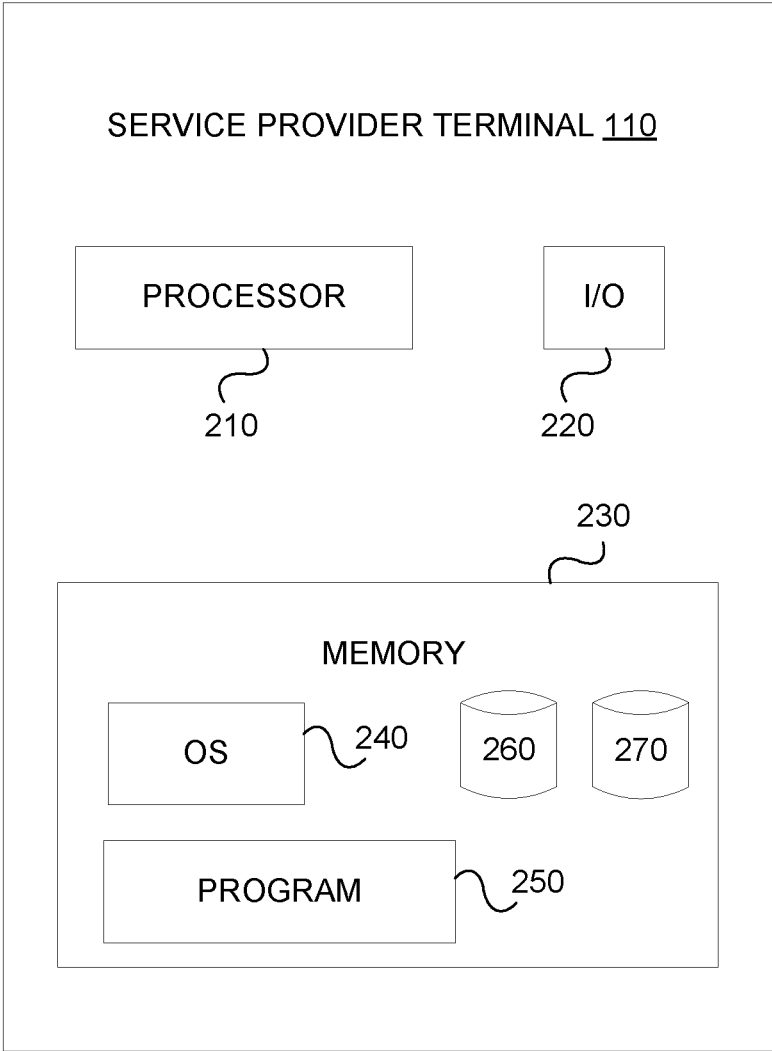 SERVICE PROVIDER TERMINAL 110
PROCESSOR
I/O
210
220
230
MEMORY
OS
240
260
270
PROGRAM
250